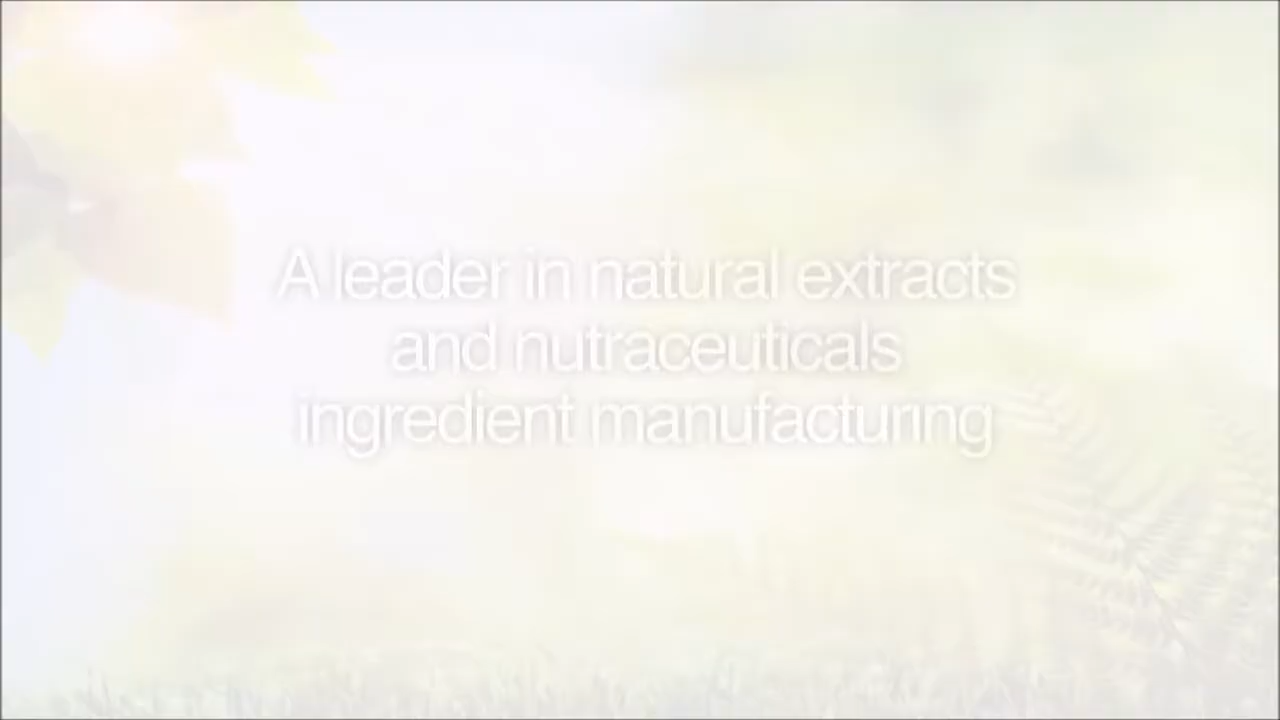 A leader in natural extracts
and nutraceuticals
ingredient manufacturing